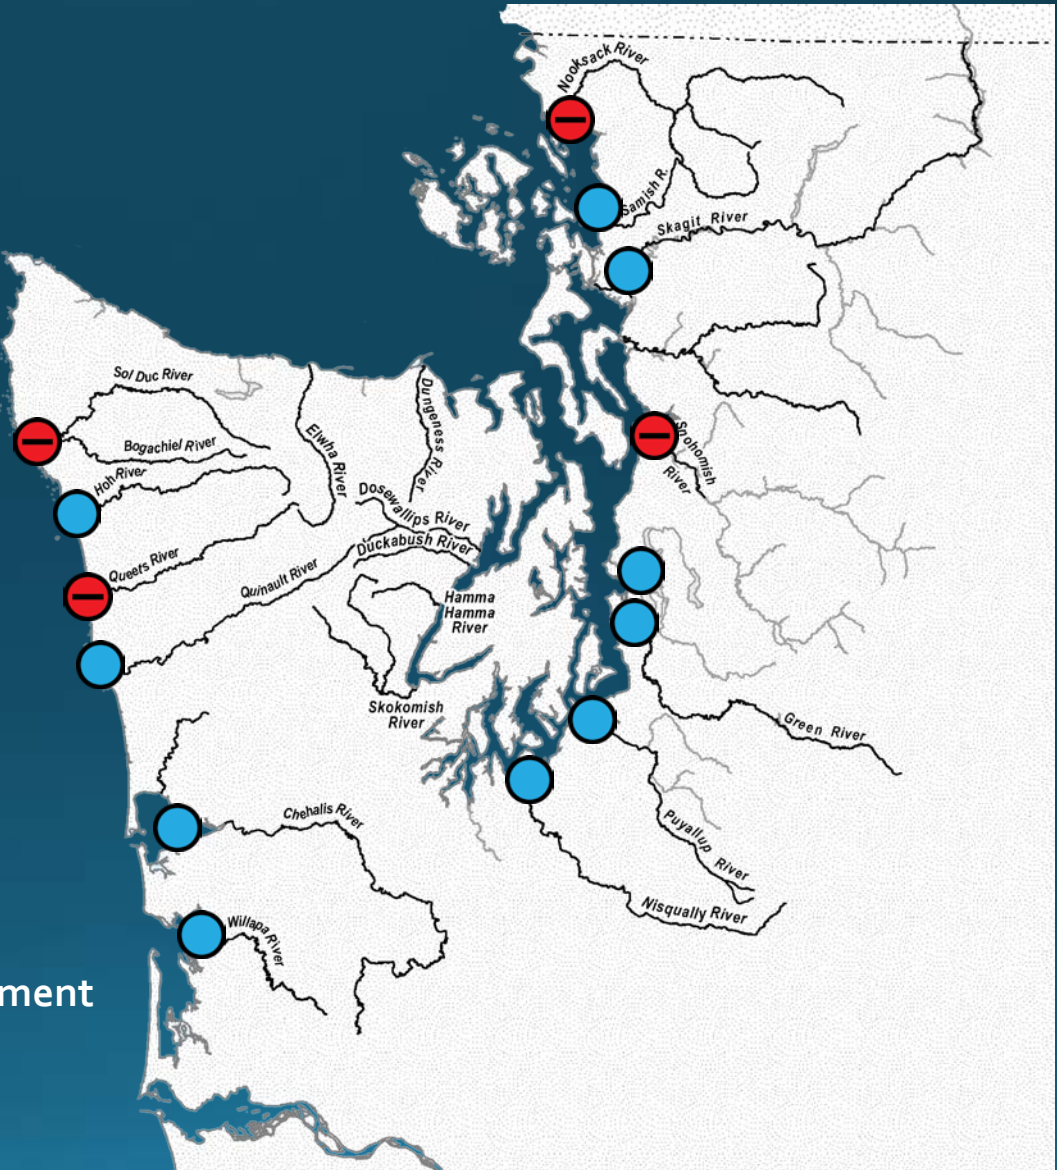 Nooksack River
Samish R.
Skagit River
Sol Duc River
Bogachiel River
Hoh River
Elwha River
Dungeness River
Snohomish
River
Dosewallips River
Duckabush River
Queets River
Quinault River
Hamma
Hamma
River
Skokomish
River
Green River
Chehalis River
Puyallup River
Nisqually River
Willapa River
ment